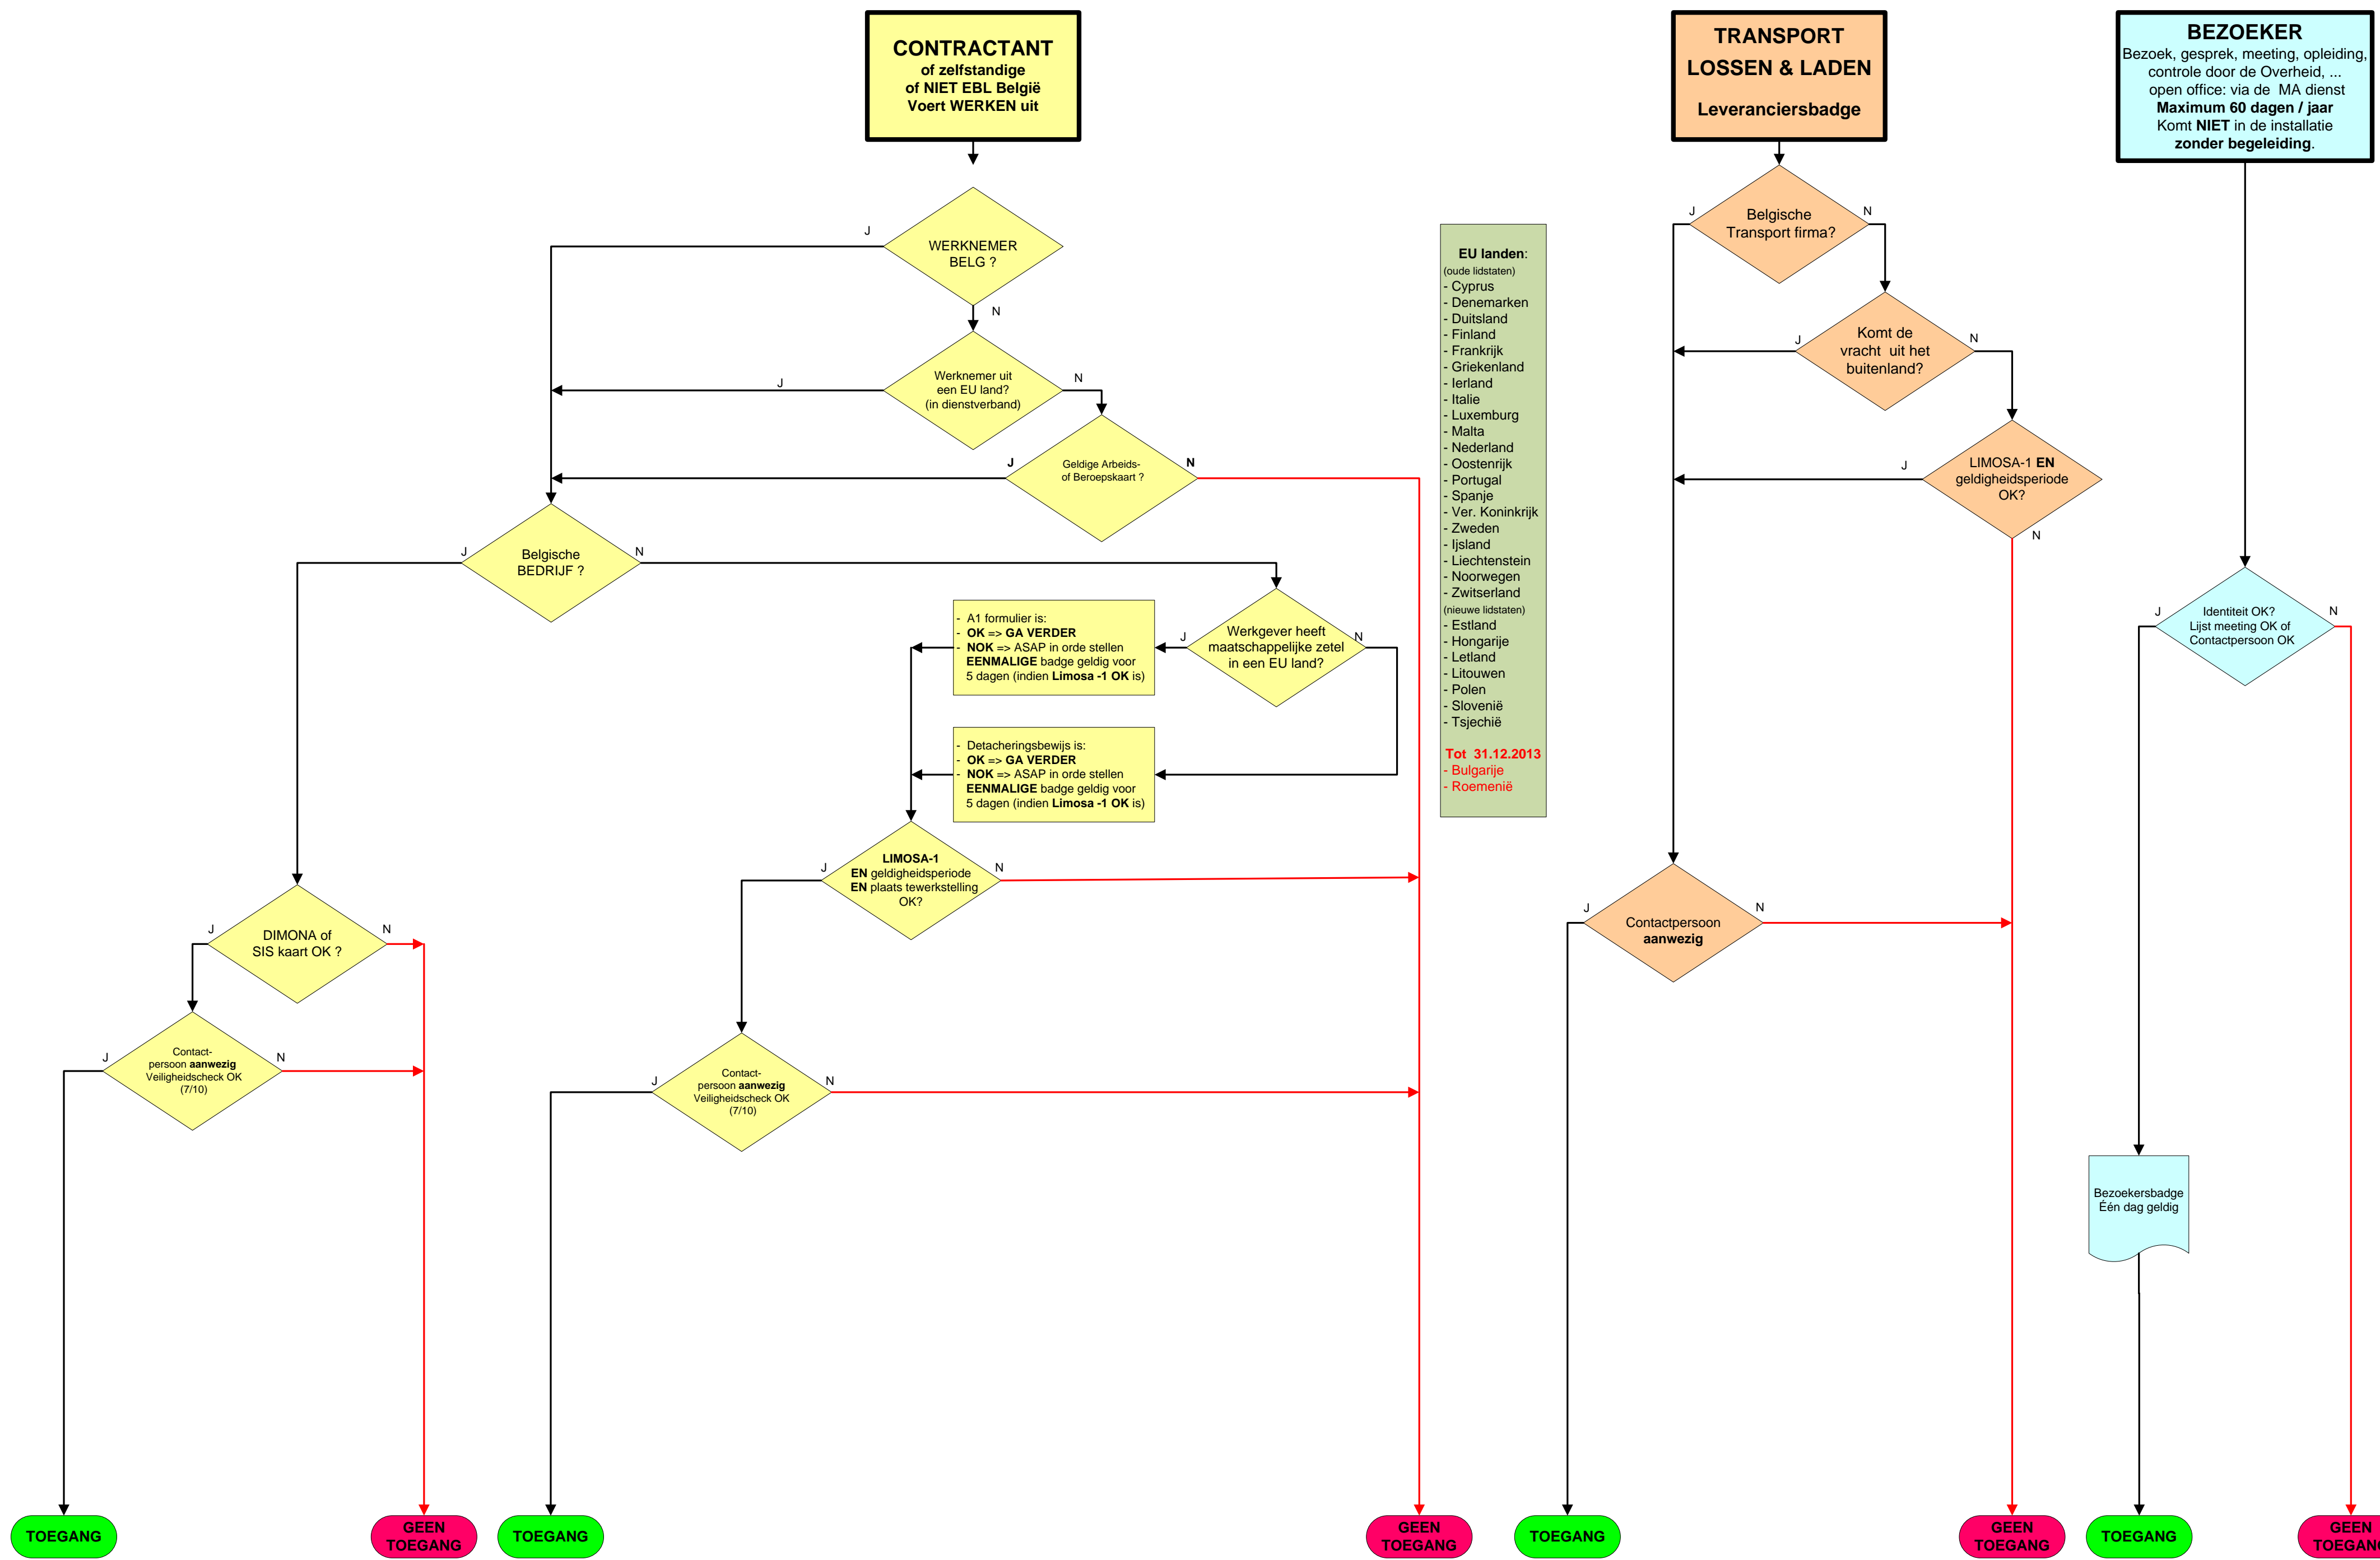 CONTRACTANT
of zelfstandige
of NIET EBL België
Voert WERKEN uit
J
WERKNEMER
BELG ?
N
J
Werknemer uit
een EU land?
(in dienstverband)
N
J
Geldige Arbeids-
of Beroepskaart ?
N
J
Belgische
BEDRIJF ?
N
J
Werkgever heeft
maatschappelijke zetel
in een EU land?
N
- A1 formulier is:
- OK => GA VERDER
- NOK => ASAP in orde stellen
EENMALIGE badge geldig voor
5 dagen (indien Limosa -1 OK is)
- Detacheringsbewijs is:
- OK => GA VERDER
- NOK => ASAP in orde stellen
EENMALIGE badge geldig voor
5 dagen (indien Limosa -1 OK is)
J
LIMOSA-1
EN geldigheidsperiode
EN plaats tewerkstelling
OK?
N
J
DIMONA of
SIS kaart OK ?
N
J
Contact-
persoon aanwezig
Veiligheidscheck OK
(7/10)
N
J
Contact-
persoon aanwezig
Veiligheidscheck OK
(7/10)
N
TOEGANG
GEEN
TOEGANG
TOEGANG
GEEN
TOEGANG
EU landen:
(oude lidstaten)
- Cyprus
- Denemarken
- Duitsland
- Finland
- Frankrijk
- Griekenland
- Ierland
- Italie
- Luxemburg
- Malta
- Nederland
- Oostenrijk
- Portugal
- Spanje
- Ver. Koninkrijk
- Zweden
- Ijsland
- Liechtenstein
- Noorwegen
- Zwitserland
(nieuwe lidstaten)
- Estland
- Hongarije
- Letland
- Litouwen
- Polen
- Slovenië
- Tsjechië
Tot 31.12.2013
- Bulgarije
- Roemenië
TRANSPORT
LOSSEN & LADEN
Leveranciersbadge
J
Belgische
Transport firma?
N
J
Komt de
vracht uit het
buitenland?
N
J
LIMOSA-1 EN
geldigheidsperiode
OK?
N
J
Contactpersoon
aanwezig
N
TOEGANG
GEEN
TOEGANG
BEZOEKER
Bezoek, gesprek, meeting, opleiding,
controle door de Overheid, ...
open office: via de MA dienst
Maximum 60 dagen / jaar
Komt NIET in de installatie
zonder begeleiding.
J
Identiteit OK?
Lijst meeting OK of
Contactpersoon OK
N
Bezoekersbadge
Één dag geldig
TOEGANG
GEEN
TOEGANG